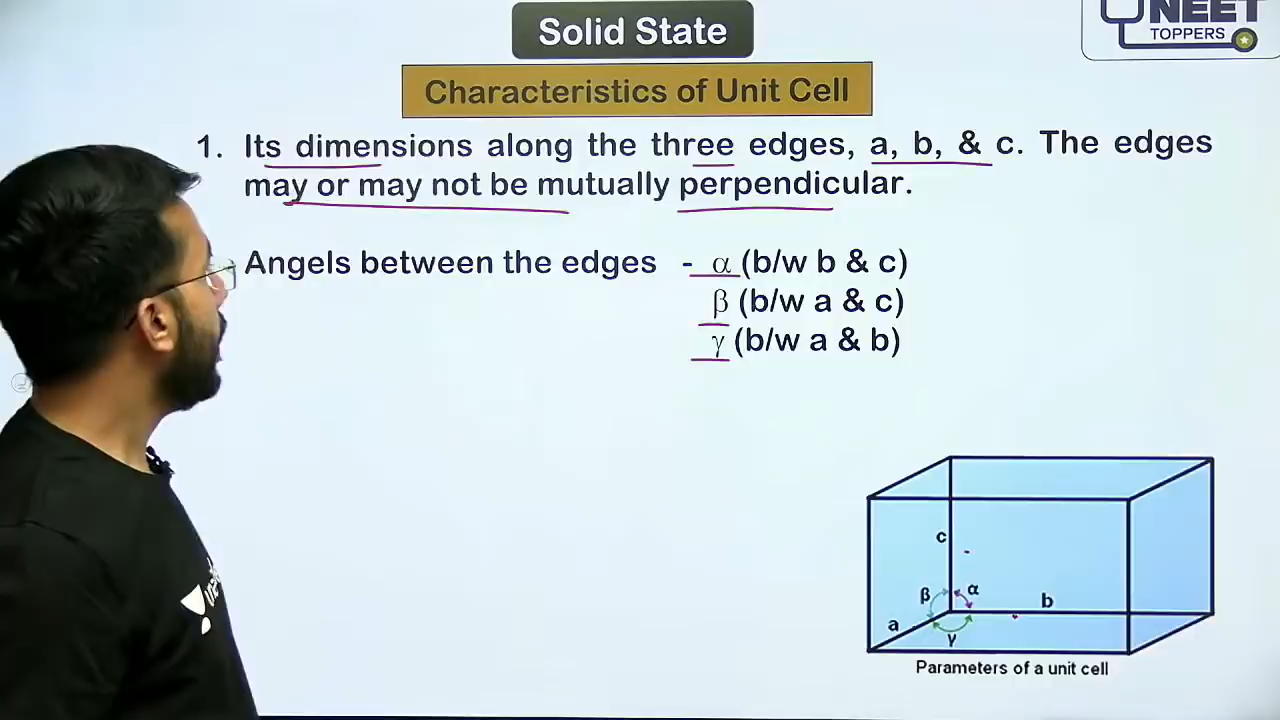 Solid State
NEET
TOPPERS
Characteristics of Unit Cell
1. Its dimensions along the three edges, a, b, & c. The edges
may or may not be mutually perpendicular.
Angels between the edges - α (b/w b & c)
β (b/w a & c)
γ (b/w a & b)
c
β α
b
a
γ
Parameters of a unit cell